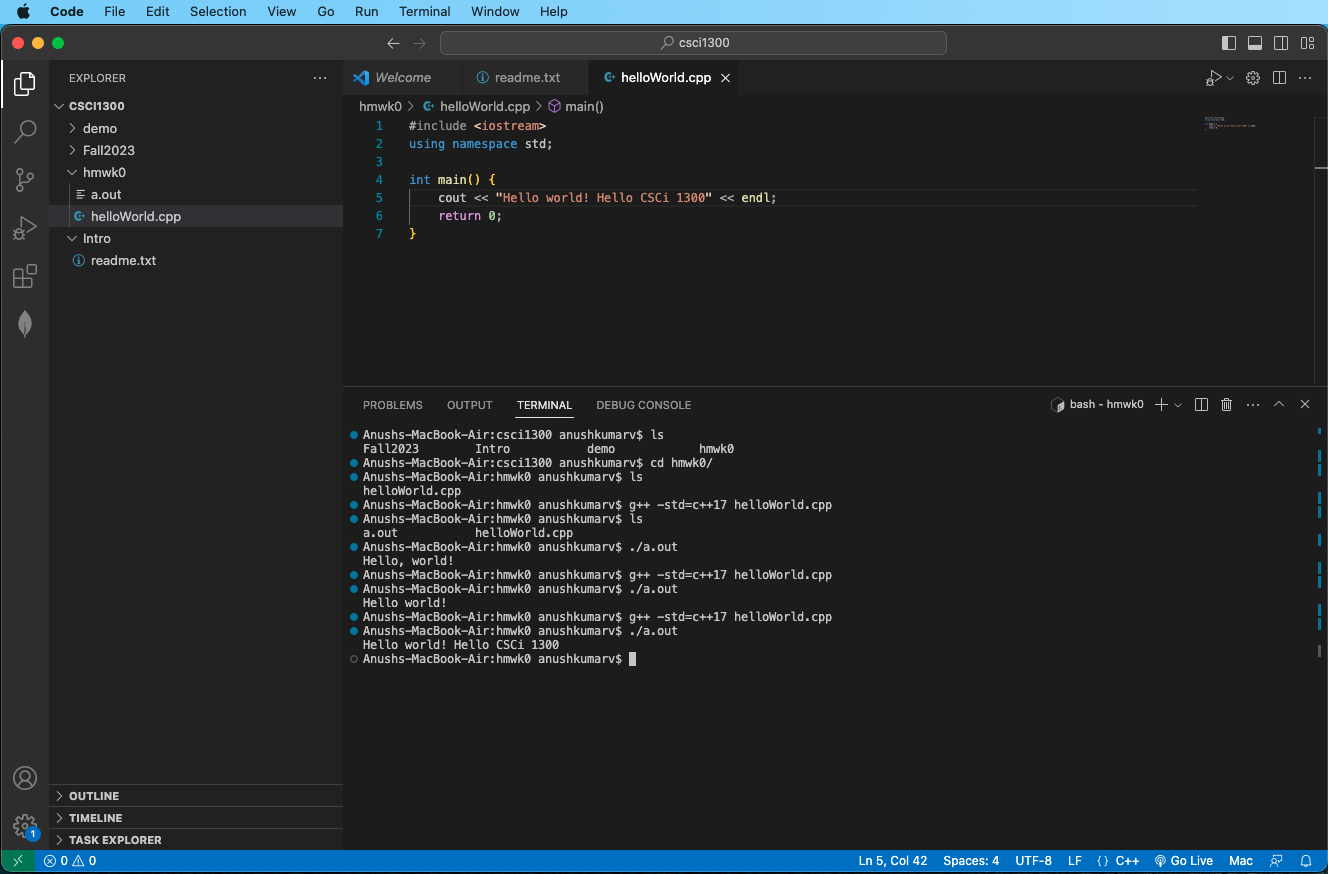 Code File Edit Selection View Go Run Terminal Window Help
csci1300
EXPLORER
CSCI1300
demo
Fall2023
hmwk0
a.out
helloWorld.cpp
Intro
readme.txt
OUTLINE
TIMELINE
TASK EXPLORER
Welcome readme.txt helloWorld.cpp
hmwk0 > helloWorld.cpp > main()
1 #include <iostream>
2 using namespace std;
3
4 int main() {
5 cout << "Hello world! Hello CSCi 1300" << endl;
6 return 0;
7 }
PROBLEMS OUTPUT TERMINAL DEBUG CONSOLE bash - hmwk0
Anushs-MacBook-Air:csci1300 anushkumarv$ ls
Fall2023 Intro demo hmwk0
Anushs-MacBook-Air:csci1300 anushkumarv$ cd hmwk0/
Anushs-MacBook-Air:hmwk0 anushkumarv$ ls
helloWorld.cpp
Anushs-MacBook-Air:hmwk0 anushkumarv$ g++ -std=c++17 helloWorld.cpp
Anushs-MacBook-Air:hmwk0 anushkumarv$ ls
a.out helloWorld.cpp
Anushs-MacBook-Air:hmwk0 anushkumarv$ ./a.out
Hello, world!
Anushs-MacBook-Air:hmwk0 anushkumarv$ g++ -std=c++17 helloWorld.cpp
Anushs-MacBook-Air:hmwk0 anushkumarv$ ./a.out
Hello world!
Anushs-MacBook-Air:hmwk0 anushkumarv$ g++ -std=c++17 helloWorld.cpp
Anushs-MacBook-Air:hmwk0 anushkumarv$ ./a.out
Hello world! Hello CSCi 1300
Anushs-MacBook-Air:hmwk0 anushkumarv$
1
0 0 Ln 5, Col 42 Spaces: 4 UTF-8 LF {} C++ Go Live Mac